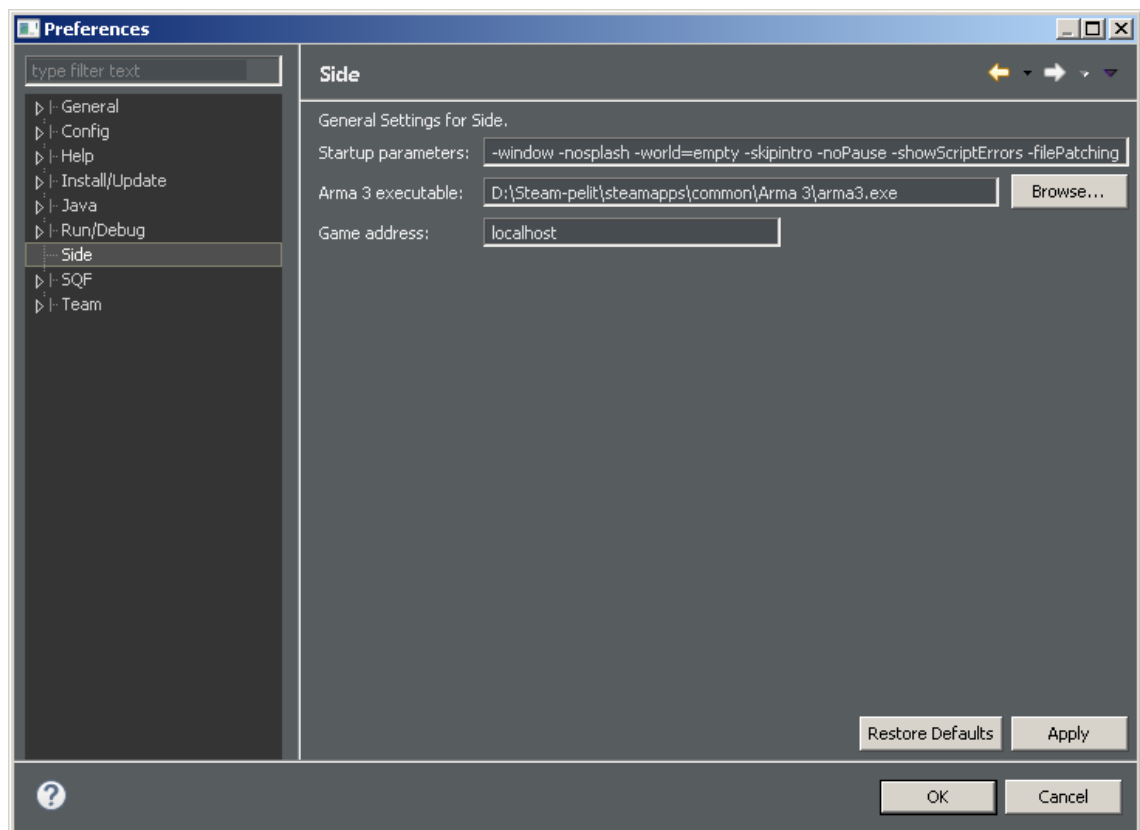 Preferences
type filter text
General
Config
Help
Install/Update
Java
Run/Debug
Side
SQF
Team
Side
General Settings for Side.
Startup parameters: -window -nosplash -world=empty -skipintro -noPause -showScriptErrors -filePatching
Arma 3 executable: D:\Steam-pelit\steamapps\common\Arma 3\arma3.exe Browse...
Game address: localhost
Restore Defaults Apply
OK Cancel